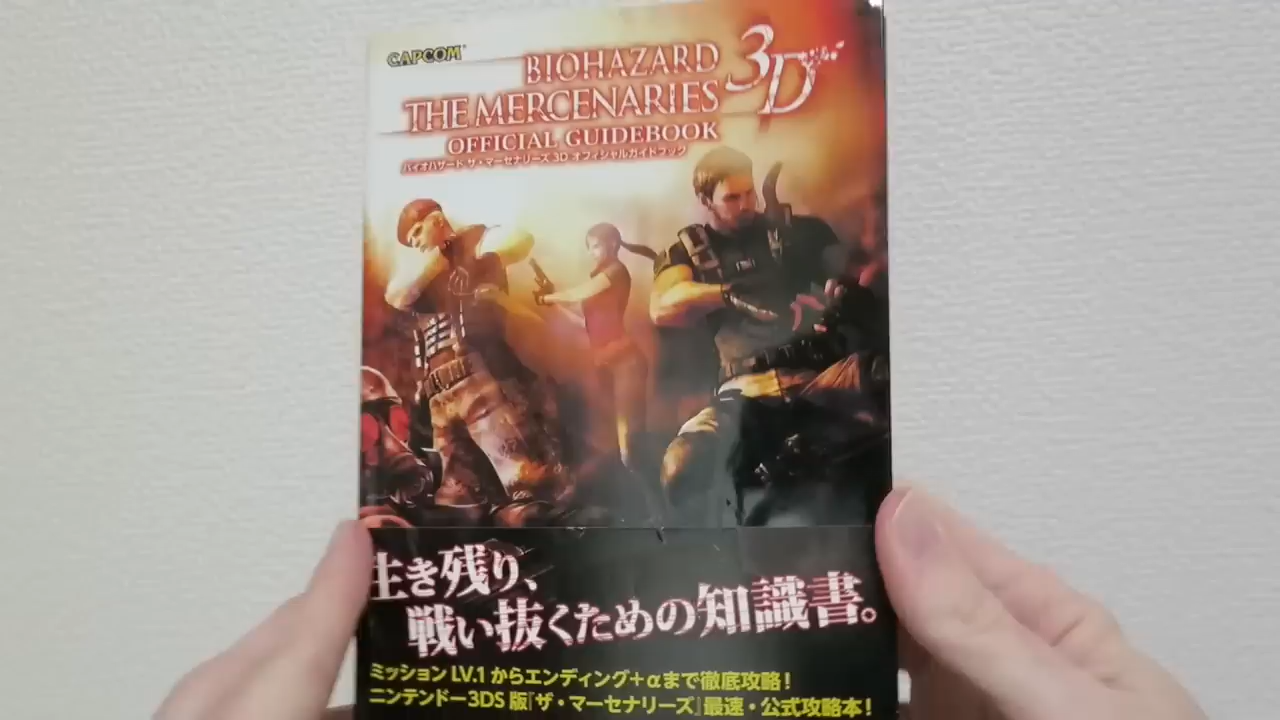 CAPCOM
BIOHAZARD 3D
THE MERCENARIES
OFFICIAL GUIDEBOOK
バイオハザード ザ・マーセナリーズ 3D オフィシャルガイドブック
生き残り、
戦い抜くための知識書。
ミッションLV.1からエンディング+αまで徹底攻略!
ニンテンドー3DS版『ザ・マーセナリーズ』最速・公式攻略本!